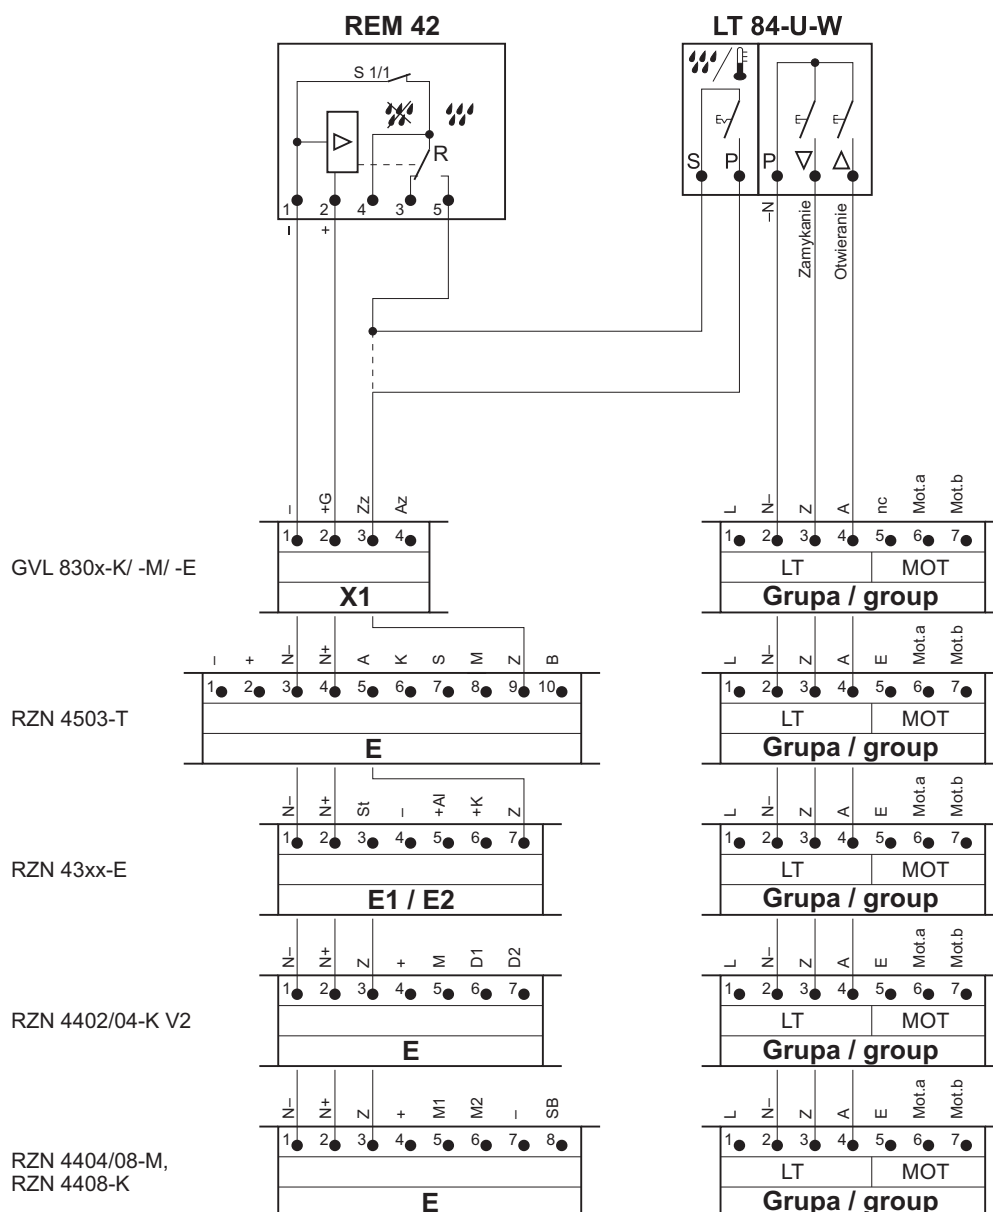 REM 42
LT 84-U-W
S 1/1
R
S P P
1 2 4 3 5
– +
–N
Zamykanie
Otwieranie
– +G Zz Az
L N– Z A nc Mot.a Mot.b
GVL 830x-K/ -M/ -E
1 2 3 4
X1
1 2 3 4 5 6 7
LT MOT
Grupa / group
– + N– N+ A K S M Z B
L N– Z A E Mot.a Mot.b
RZN 4503-T
1 2 3 4 5 6 7 8 9 10
E
1 2 3 4 5 6 7
LT MOT
Grupa / group
N– N+ St – +Al +K Z
L N– Z A E Mot.a Mot.b
RZN 43xx-E
1 2 3 4 5 6 7
E1 / E2
1 2 3 4 5 6 7
LT MOT
Grupa / group
N– N+ Z + M D1 D2
L N– Z A E Mot.a Mot.b
RZN 4402/04-K V2
1 2 3 4 5 6 7
E
1 2 3 4 5 6 7
LT MOT
Grupa / group
N– N+ Z + M1 M2 – SB
L N– Z A E Mot.a Mot.b
RZN 4404/08-M,
RZN 4408-K
1 2 3 4 5 6 7 8
E
1 2 3 4 5 6 7
LT MOT
Grupa / group